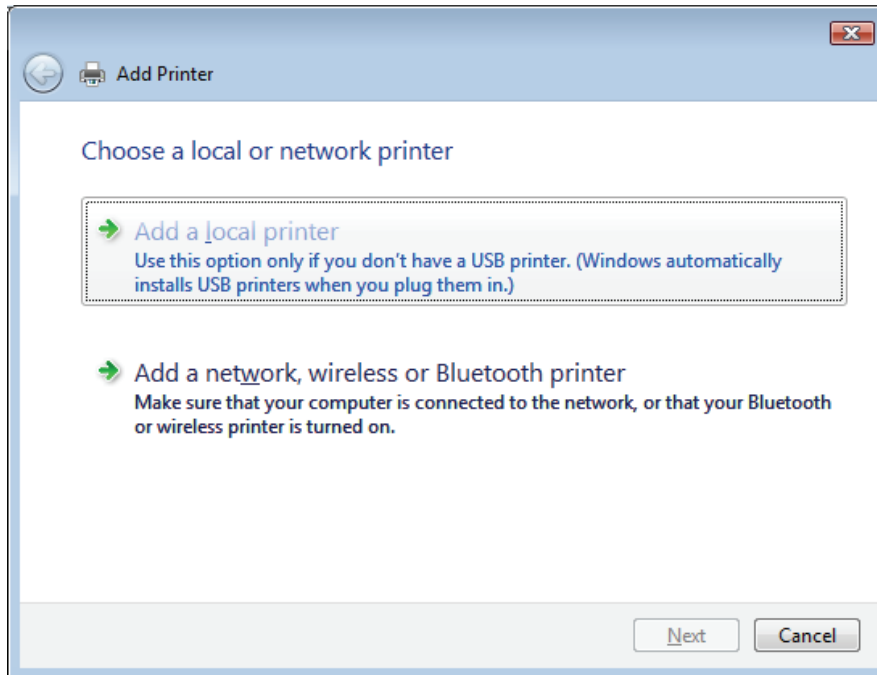 Add Printer
Choose a local or network printer
Add a local printer
Use this option only if you don't have a USB printer. (Windows automatically
installs USB printers when you plug them in.)
Add a network, wireless or Bluetooth printer
Make sure that your computer is connected to the network, or that your Bluetooth
or wireless printer is turned on.
Next
Cancel